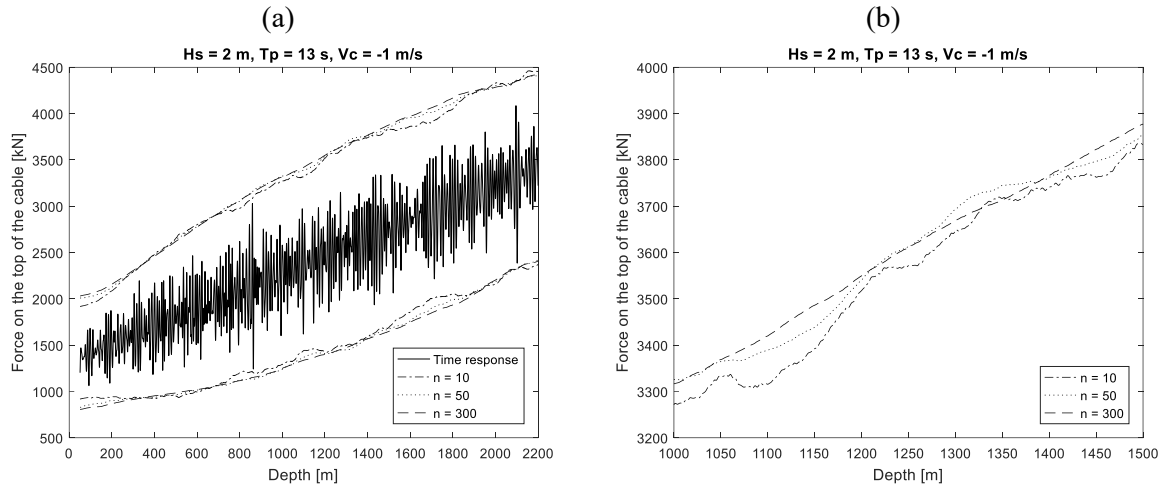 (a)
Hs = 2 m, Tp = 13 s, Vc = -1 m/s
Force on the top of the cable [kN]
4500
4000
3500
3000
2500
2000
1500
1000
500
0 200 400 600 800 1000 1200 1400 1600 1800 2000 2200
Depth [m]
Time response
n = 10
n = 50
n = 300
(b)
Hs = 2 m, Tp = 13 s, Vc = -1 m/s
Force on the top of the cable [kN]
4000
3900
3800
3700
3600
3500
3400
3300
3200
1000 1050 1100 1150 1200 1250 1300 1350 1400 1450 1500
Depth [m]
n = 10
n = 50
n = 300